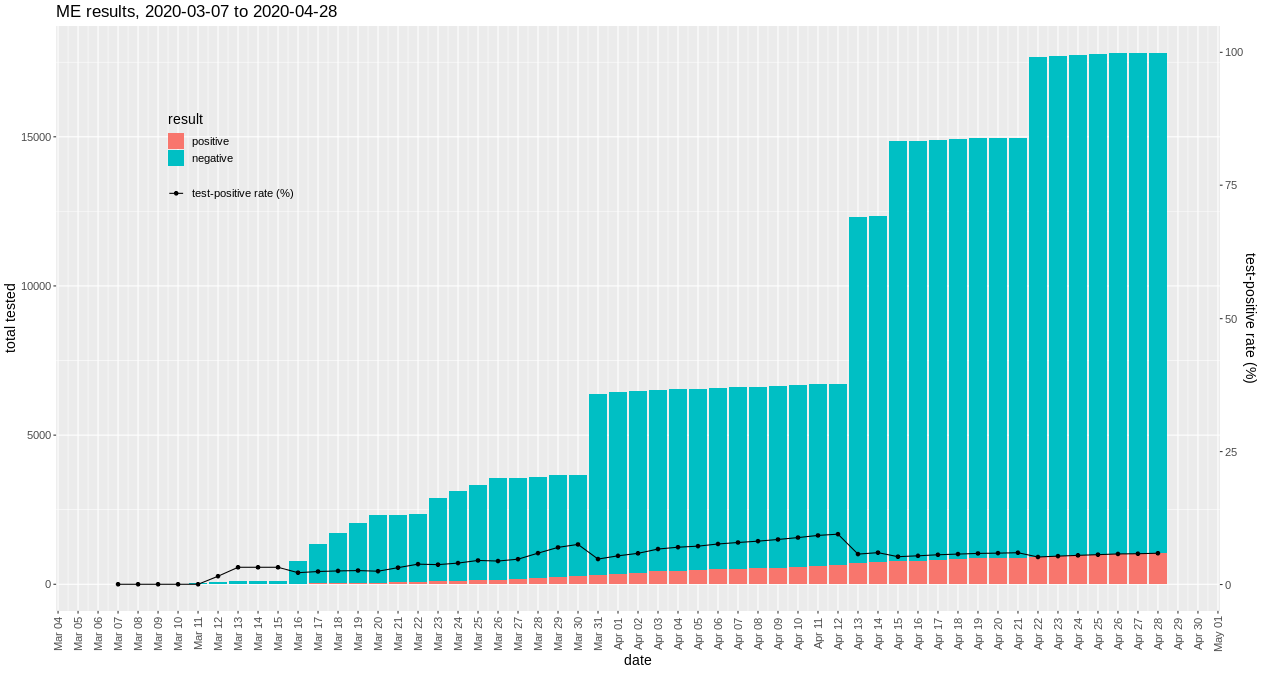 ME results, 2020-03-07 to 2020-04-28
result
positive
negative
test-positive rate (%)
total tested
15000
10000
5000
0
100
75
50
25
0
test-positive rate (%)
Mar 04
Mar 05
Mar 06
Mar 07
Mar 08
Mar 09
Mar 10
Mar 11
Mar 12
Mar 13
Mar 14
Mar 15
Mar 16
Mar 17
Mar 18
Mar 19
Mar 20
Mar 21
Mar 22
Mar 23
Mar 24
Mar 25
Mar 26
Mar 27
Mar 28
Mar 29
Mar 30
Mar 31
Apr 01
Apr 02
Apr 03
Apr 04
Apr 05
Apr 06
Apr 07
Apr 08
Apr 09
Apr 10
Apr 11
Apr 12
Apr 13
Apr 14
Apr 15
Apr 16
Apr 17
Apr 18
Apr 19
Apr 20
Apr 21
Apr 22
Apr 23
Apr 24
Apr 25
Apr 26
Apr 27
Apr 28
Apr 29
Apr 30
May 01
date